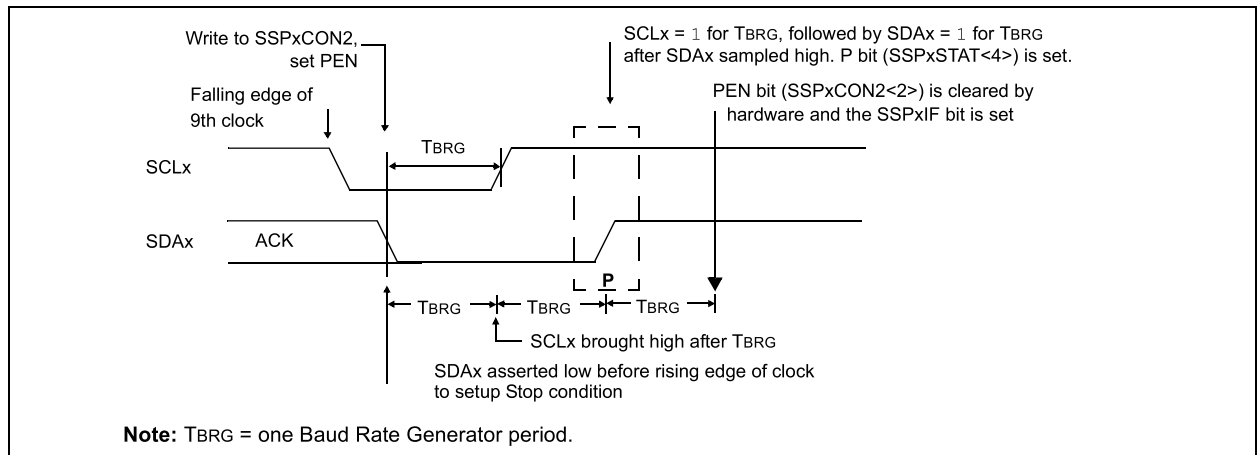 Write to SSPxCON2,
set PEN
SCLx = 1 for TBRG, followed by SDAx = 1 for TBRG
after SDAx sampled high. P bit (SSPxSTAT<4>) is set.
Falling edge of
9th clock
PEN bit (SSPxCON2<2>) is cleared by
hardware and the SSPxIF bit is set
TBRG
SCLx
SDAx
ACK
P
TBRG
TBRG
TBRG
SCLx brought high after TBRG
SDAx asserted low before rising edge of clock
to setup Stop condition
Note: TBRG = one Baud Rate Generator period.